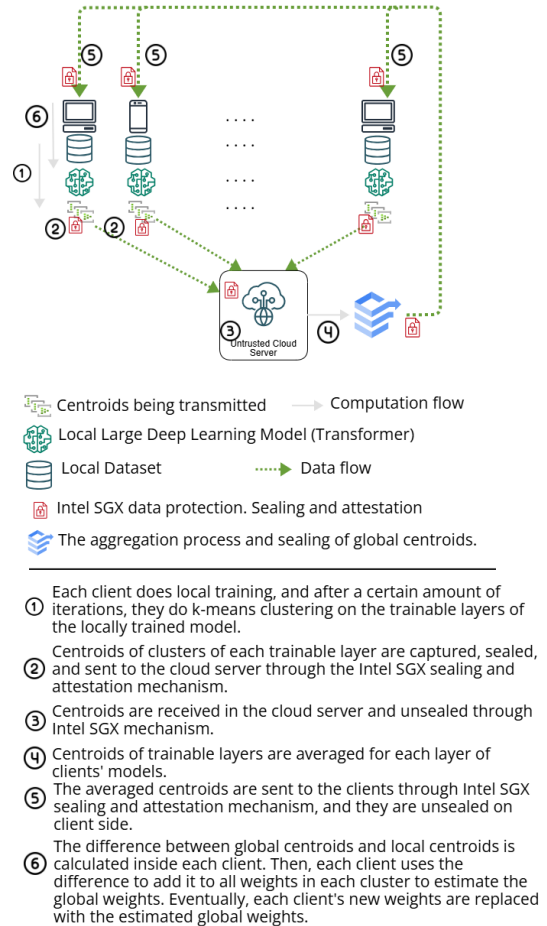 5
5
5
6
. . . .
. . . .
1
. . . .
. . . .
2
2
3
Untrusted Cloud
Server
4
Centroids being transmitted
Computation flow
Local Large Deep Learning Model (Transformer)
Local Dataset
Data flow
Intel SGX data protection. Sealing and attestation
The aggregation process and sealing of global centroids.
1 Each client does local training, and after a certain amount of
iterations, they do k-means clustering on the trainable layers of
the locally trained model.
2 Centroids of clusters of each trainable layer are captured, sealed,
and sent to the cloud server through the Intel SGX sealing and
attestation mechanism.
3 Centroids are received in the cloud server and unsealed through
Intel SGX mechanism.
4 Centroids of trainable layers are averaged for each layer of
clients' models.
5 The averaged centroids are sent to the clients through Intel SGX
sealing and attestation mechanism, and they are unsealed on
client side.
6 The difference between global centroids and local centroids is
calculated inside each client. Then, each client uses the
difference to add it to all weights in each cluster to estimate the
global weights. Eventually, each client's new weights are replaced
with the estimated global weights.